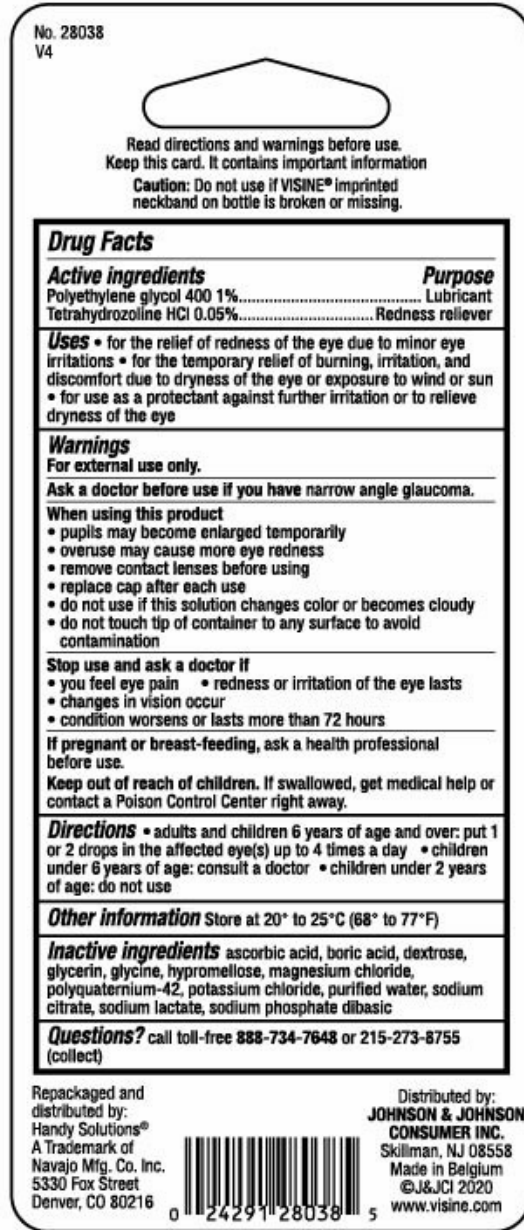 No. 28038
V4
Read directions and warnings before use.
Keep this card. It contains important information
Caution: Do not use if VISINE® imprinted
neckband on bottle is broken or missing.
Drug Facts
Active ingredients Purpose
Polyethylene glycol 400 1%............................................ Lubricant
Tetrahydrozoline HCl 0.05%................................Redness reliever
Uses • for the relief of redness of the eye due to minor eye
irritations • for the temporary relief of burning, irritation, and
discomfort due to dryness of the eye or exposure to wind or sun
• for use as a protectant against further irritation or to relieve
dryness of the eye
Warnings
For external use only.
Ask a doctor before use if you have narrow angle glaucoma.
When using this product
• pupils may become enlarged temporarily
• overuse may cause more eye redness
• remove contact lenses before using
• replace cap after each use
• do not use if this solution changes color or becomes cloudy
• do not touch tip of container to any surface to avoid
contamination
Stop use and ask a doctor if
• you feel eye pain • redness or irritation of the eye lasts
• changes in vision occur
• condition worsens or lasts more than 72 hours
If pregnant or breast-feeding, ask a health professional
before use.
Keep out of reach of children. If swallowed, get medical help or
contact a Poison Control Center right away.
Directions • adults and children 6 years of age and over: put 1
or 2 drops in the affected eye(s) up to 4 times a day • children
under 6 years of age: consult a doctor • children under 2 years
of age: do not use
Other information Store at 20° to 25°C (68° to 77°F)
Inactive ingredients ascorbic acid, boric acid, dextrose,
glycerin, glycine, hypromellose, magnesium chloride,
polyquaternium-42, potassium chloride, purified water, sodium
citrate, sodium lactate, sodium phosphate dibasic
Questions? call toll-free 888-734-7648 or 215-273-8755
(collect)
Repackaged and
distributed by:
Handy Solutions®
A Trademark of
Navajo Mfg. Co. Inc.
5330 Fox Street
Denver, CO 80216
0 24291 28038 5
Distributed by:
JOHNSON & JOHNSON
CONSUMER INC.
Skillman, NJ 08558
Made in Belgium
©J&JCI 2020
www.visine.com